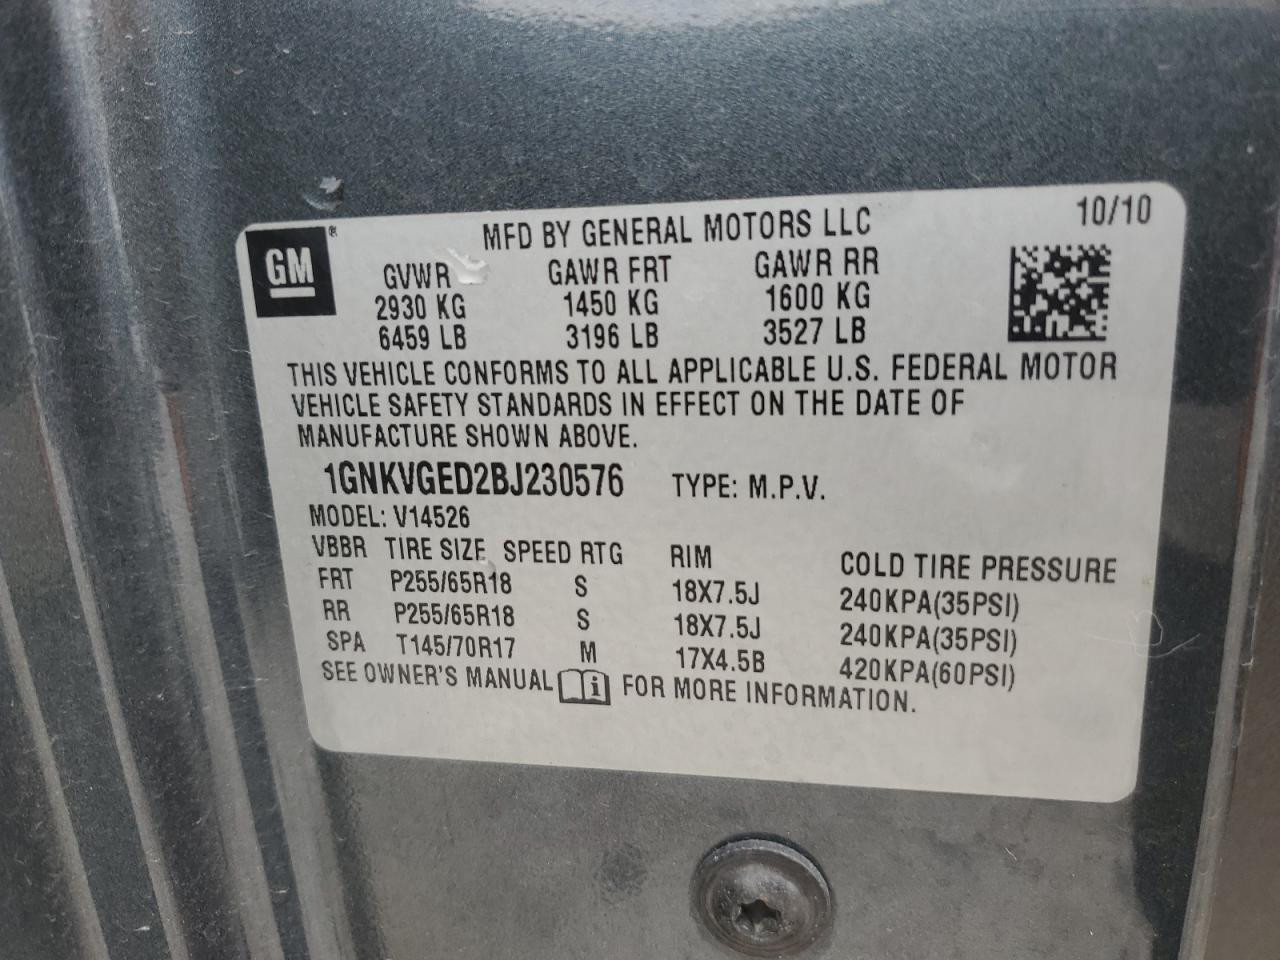 10/10
GM®
MFD BY GENERAL MOTORS LLC
GVWR GAWR FRT GAWR RR
2930 KG 1450 KG 1600 KG
6459 LB 3196 LB 3527 LB
THIS VEHICLE CONFORMS TO ALL APPLICABLE U.S. FEDERAL MOTOR
VEHICLE SAFETY STANDARDS IN EFFECT ON THE DATE OF
MANUFACTURE SHOWN ABOVE.
1GNKVGED2BJ230576 TYPE: M.P.V.
MODEL: V14526
VBBR TIRE SIZE SPEED RTG RIM COLD TIRE PRESSURE
FRT P255/65R18 S 18X7.5J 240KPA(35PSI)
RR P255/65R18 S 18X7.5J 240KPA(35PSI)
SPA T145/70R17 M 17X4.5B 420KPA(60PSI)
SEE OWNER'S MANUAL i FOR MORE INFORMATION.